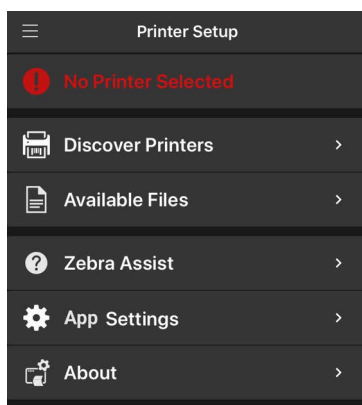 Printer Setup
No Printer Selected
Discover Printers
Available Files
Zebra Assist
App Settings
About